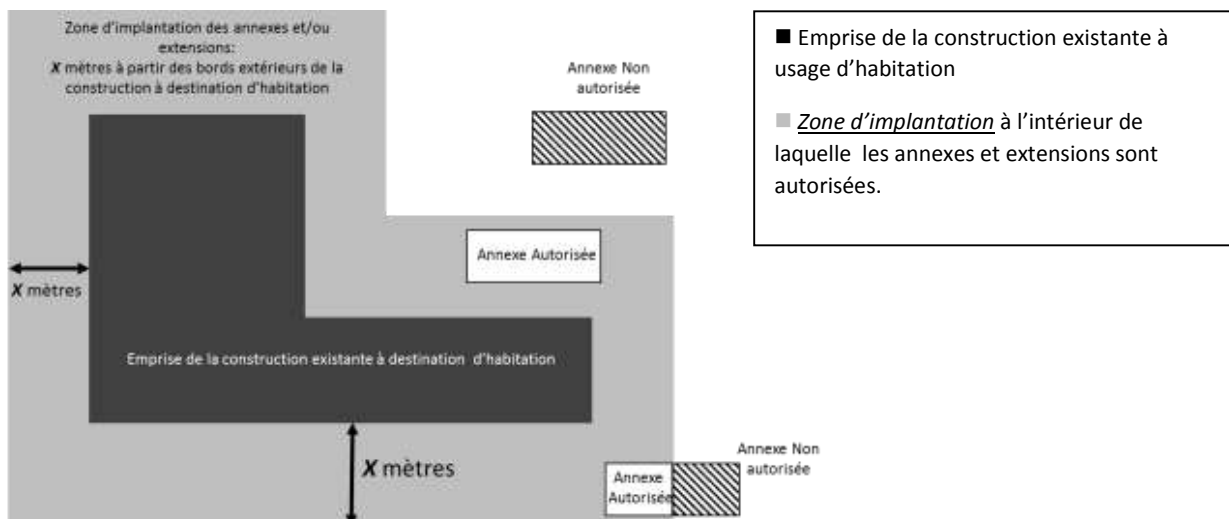 Zone d'implantation des annexes et/ou
extensions:
X mètres à partir des bords extérieurs de la
construction à destination d'habitation
Annexe Non
autorisée
Annexe Autorisée
X mètres
Emprise de la construction existante à destination d'habitation
X mètres
Annexe Non
autorisée
Annexe
Autorisée
■ Emprise de la construction existante à
usage d'habitation
■ Zone d'implantation à l'intérieur de
laquelle les annexes et extensions sont
autorisées.